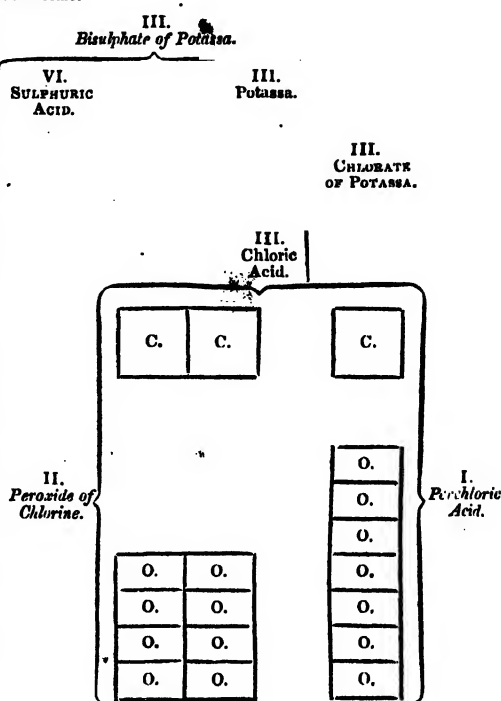 III.
Bisulphate of Potassa.
VI.
SULPHURIC
ACID.
III.
Potassa.
III.
CHLORATE
OF POTASSA.
III.
Chloric
Acid.
C. C. C.
O.
II.
Peroxide of
Chlorine.
O.
I.
Perchloric
Acid.
O.
O. O. O.
O. O. O.
O. O. O.
O. O. O.